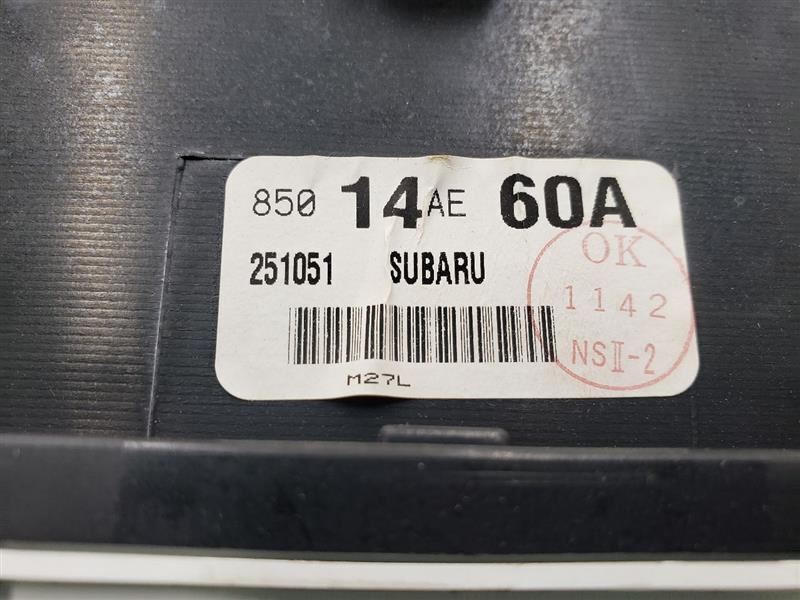 850 14 AE 60A
251051 SUBARU
M27L
OK
1142
NSⅡ-2